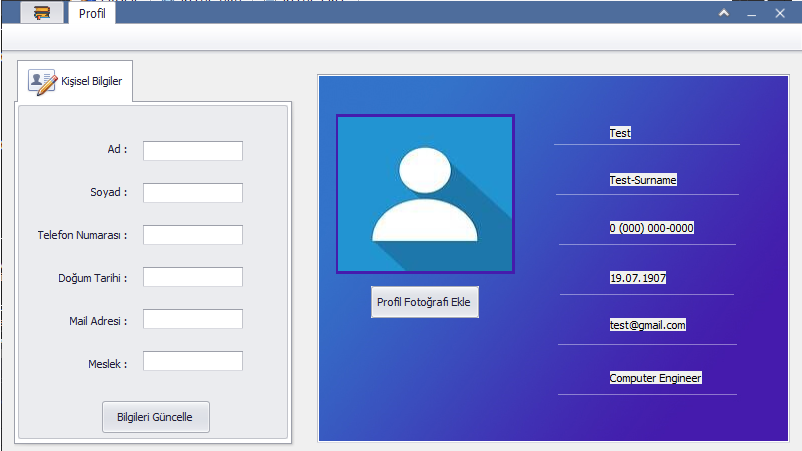 Profil
Kişisel Bilgiler
Ad :
Soyad :
Telefon Numarası :
Doğum Tarihi :
Mail Adresi :
Meslek :
Bilgileri Güncelle
Profil Fotoğrafı Ekle
Test
Test-Surname
0 (000) 000-0000
19.07.1907
test@gmail.com
Computer Engineer